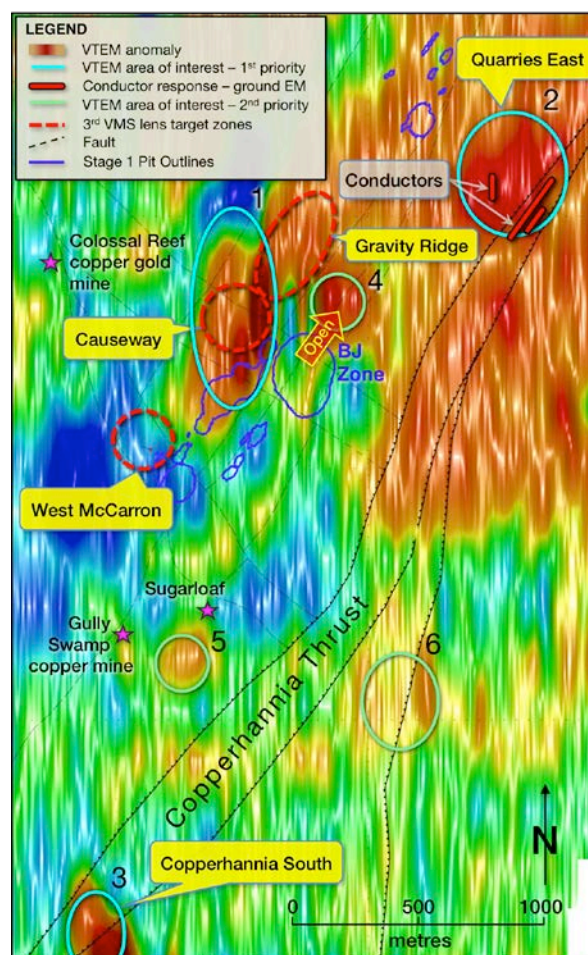 LEGEND
VTEM anomaly
VTEM area of interest – 1st priority
Conductor response – ground EM
VTEM area of interest – 2nd priority
3rd VMS lens target zones
Fault
Stage 1 Pit Outlines
Quarries East
2
Conductors
1
Colossal Reef
copper gold
mine
Gravity Ridge
4
Causeway
Open
BJ
Zone
West McCarron
Sugarloaf
Gully
Swamp
copper mine
5
6
Copperhannia Thrust
Copperhannia South
3
N
0 500 1000
metres